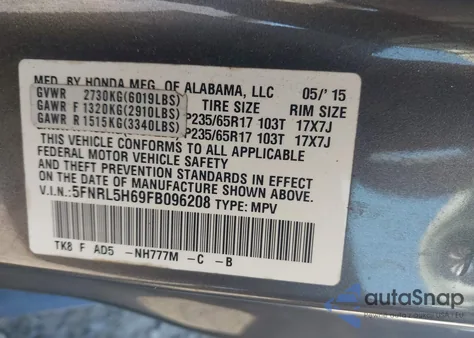 MFD. BY HONDA MFG. OF ALABAMA, LLC 05/'15
GVWR 2730KG(6019LBS) TIRE SIZE RIM SIZE
GAWR F 1320KG(2910LBS) P235/65R17 103T 17X7J
GAWR R 1515KG(3340LBS) P235/65R17 103T 17X7J
THIS VEHICLE CONFORMS TO ALL APPLICABLE
FEDERAL MOTOR VEHICLE SAFETY
AND THEFT PREVENTION STANDARDS IN EFFECT
ON THE DATE OF MANUFACTURE SHOWN ABOVE.
V.I.N.:5FNRL5H69FB096208 TYPE: MPV
TK8 F AD5 -NH777M -C -B
autoSnap